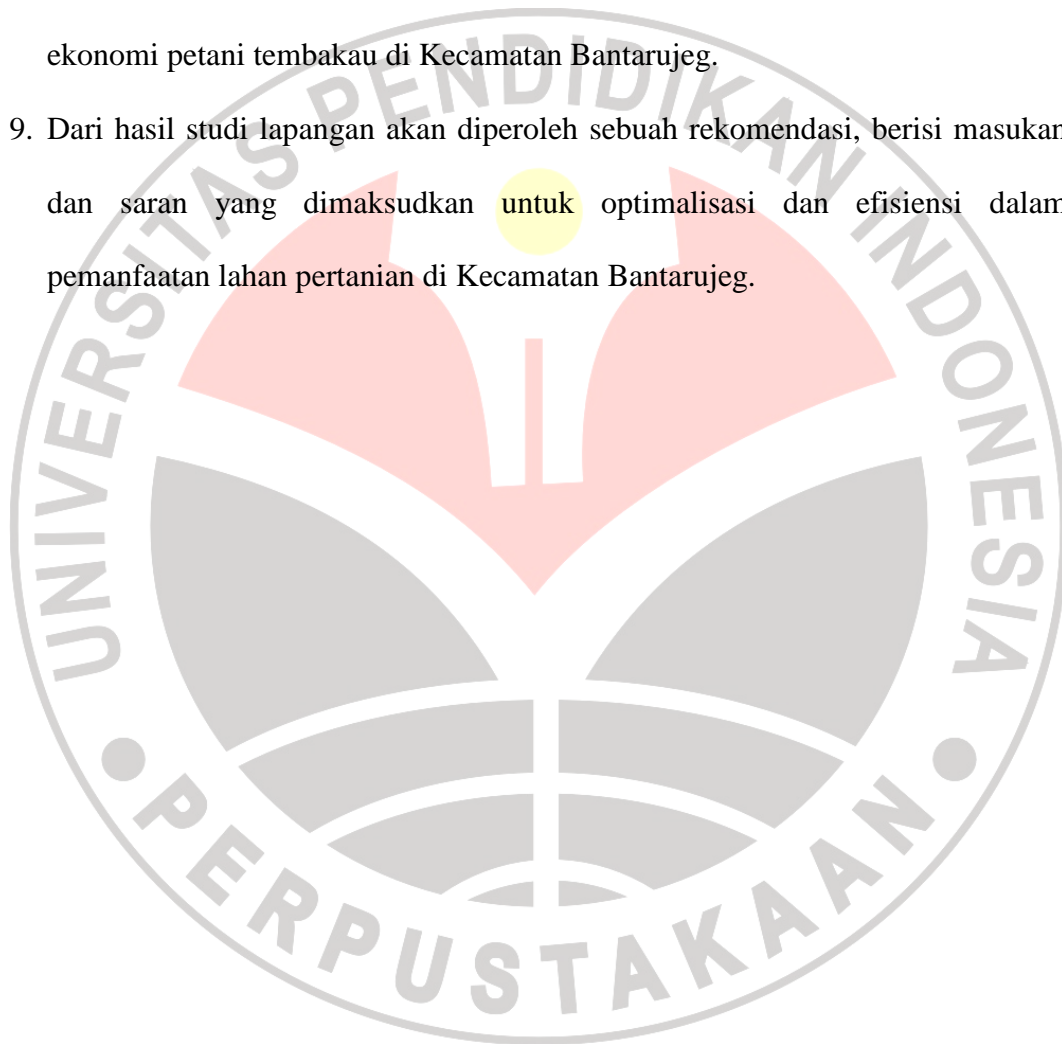 ekonomi petani tembakau di Kecamatan Bantarujeg.
9. Dari hasil studi lapangan akan diperoleh sebuah rekomendasi, berisi masukan
dan saran yang dimaksudkan untuk optimalisasi dan efisiensi dalam
pemanfaatan lahan pertanian di Kecamatan Bantarujeg.
UNIVERSITAS PENDIDIKAN INDONESIA
PERPUSTAKAAN